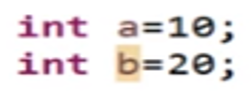 int a=10;
int b=20;